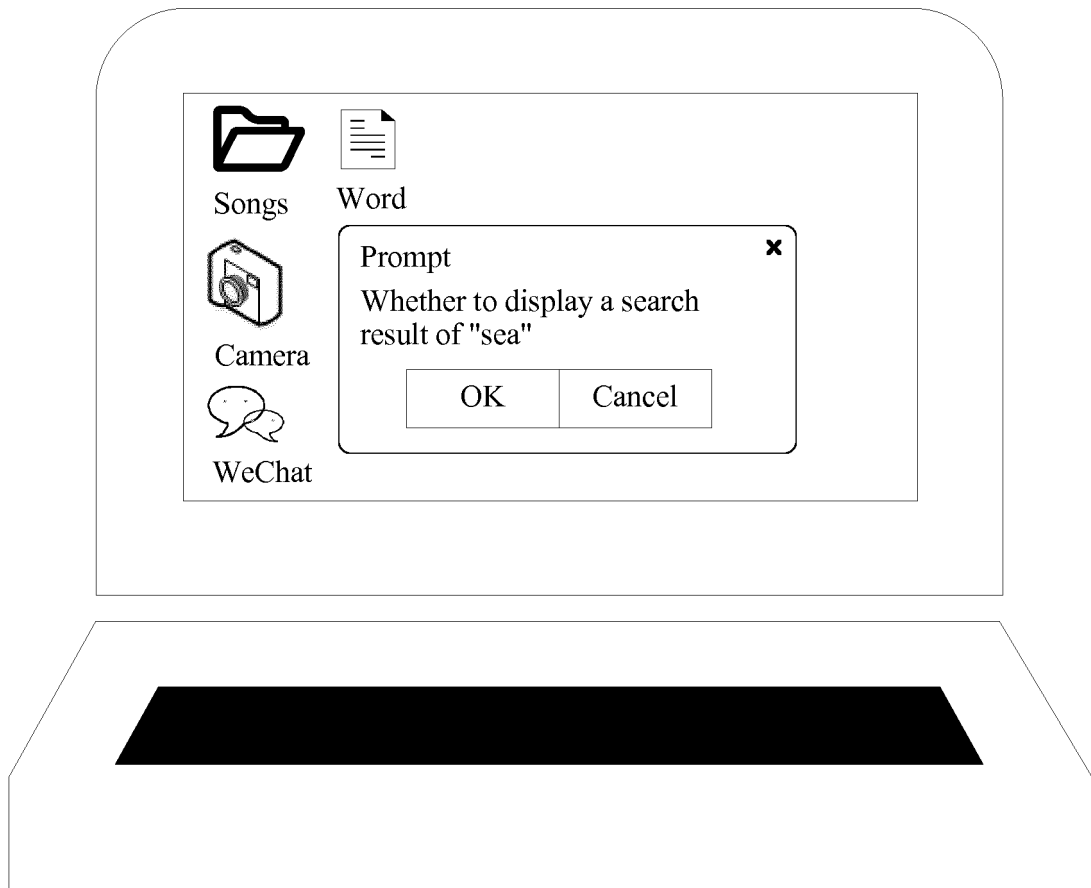 Songs
Word
Prompt
Whether to display a search
result of "sea"
OK
Cancel
Camera
WeChat